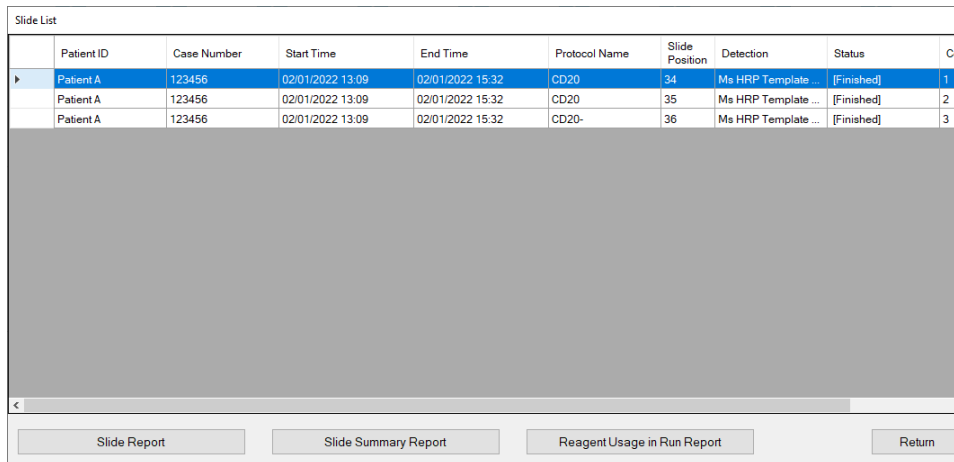 Slide List
Patient ID Case Number Start Time End Time Protocol Name Slide Position Detection Status C
Patient A 123456 02/01/2022 13:09 02/01/2022 15:32 CD20 34 Ms HRP Template ... [Finished] 1
Patient A 123456 02/01/2022 13:09 02/01/2022 15:32 CD20 35 Ms HRP Template ... [Finished] 2
Patient A 123456 02/01/2022 13:09 02/01/2022 15:32 CD20- 36 Ms HRP Template ... [Finished] 3
Slide Report Slide Summary Report Reagent Usage in Run Report Return